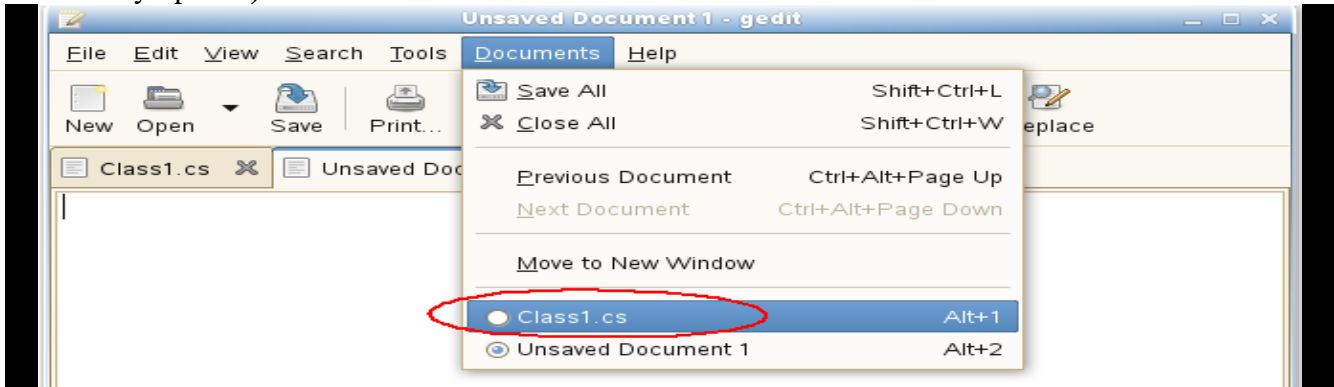 Unsaved Document 1 - gedit
File Edit View Search Tools Documents Help
Save All Shift+Ctrl+L
New Open Save Print... Close All Shift+Ctrl+W eplace
Class1.cs Unsaved Doc
Previous Document Ctrl+Alt+Page Up
Next Document Ctrl+Alt+Page Down
Move to New Window
Class1.cs Alt+1
Unsaved Document 1 Alt+2